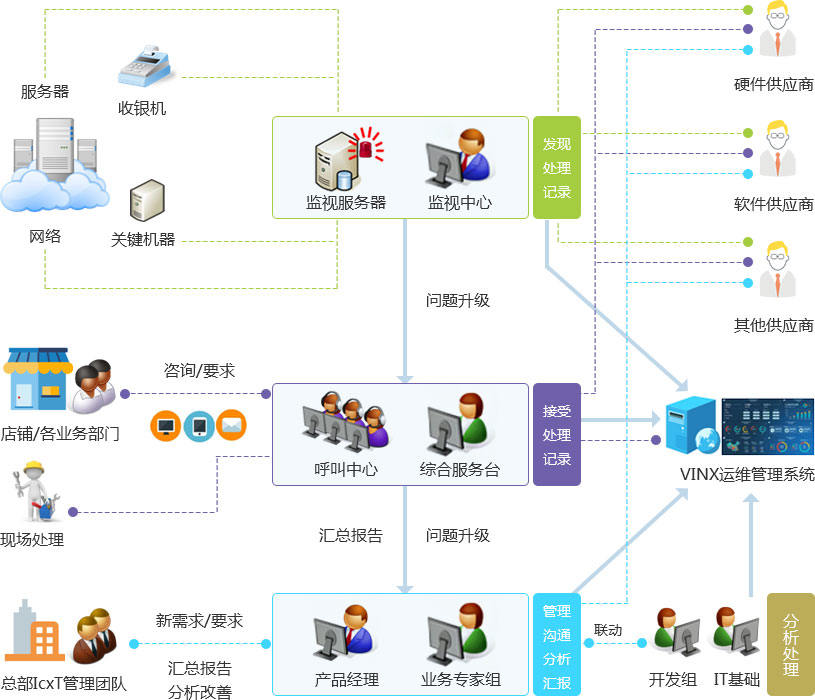 服务器
收银机
硬件供应商
发现
处理
记录
监视服务器
监视中心
软件供应商
网络
关键机器
问题升级
其他供应商
咨询/要求
店铺/各业务部门
接受
处理
记录
呼叫中心
综合服务台
VINX运维管理系统
现场处理
汇总报告
问题升级
新需求/要求
管理
沟通
分析
汇报
联动
分析处理
汇总报告
分析改善
总部IcxT管理团队
产品经理
业务专家组
开发组
IT基础